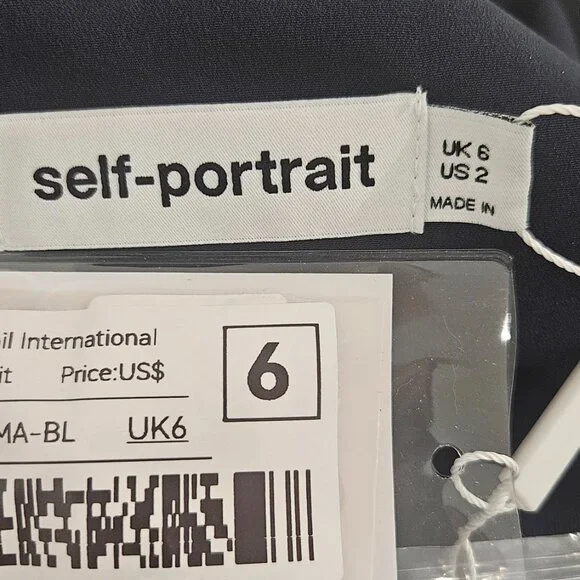 self-portrait
UK 6
US 2
MADE IN
il International
it Price:US$
6
MA-BL UK6